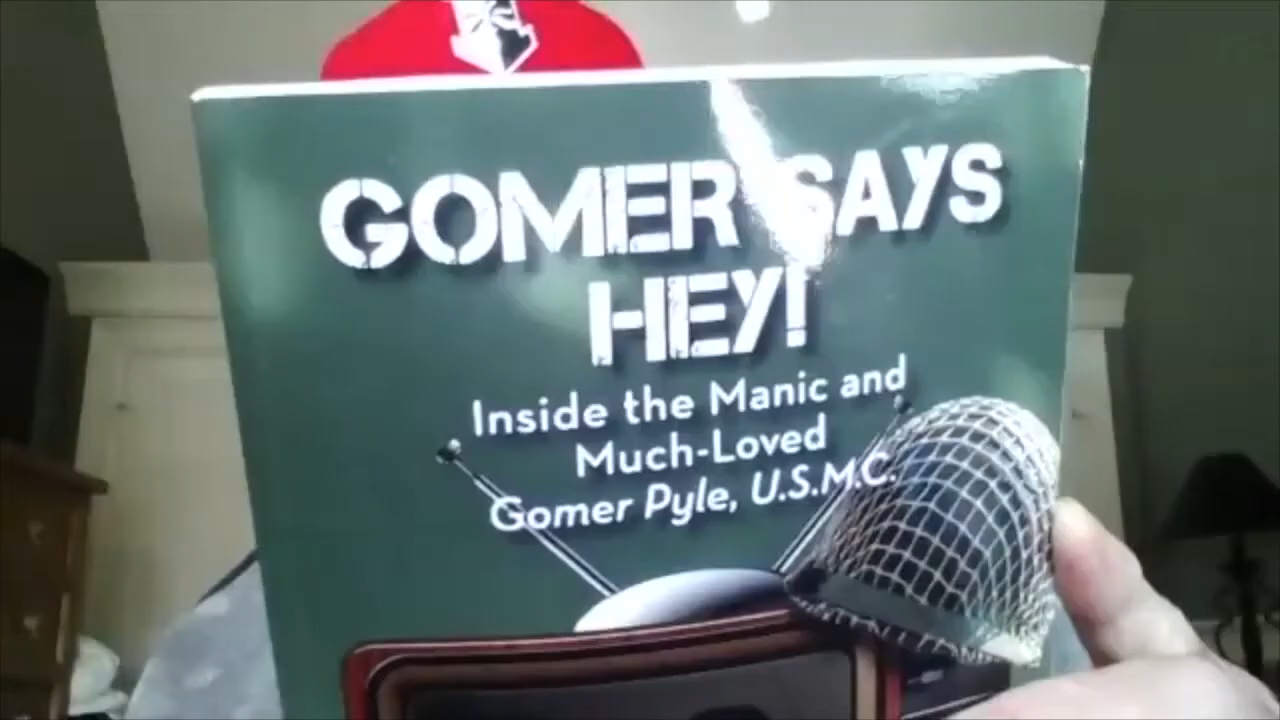 GOMER SAYS
HEY!
Inside the Manic and
Much-Loved
Gomer Pyle, U.S.M.C.